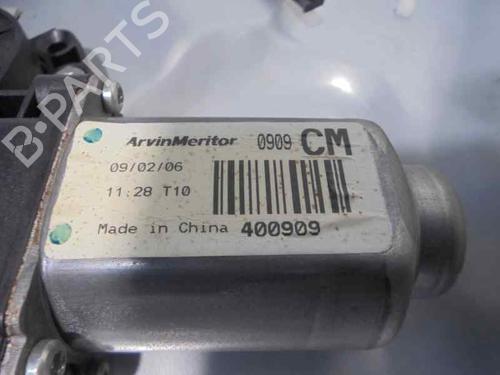 B-PARTS
ArvinMeritor 0909 CM
09/02/06
11:28 T10
Made in China 400909